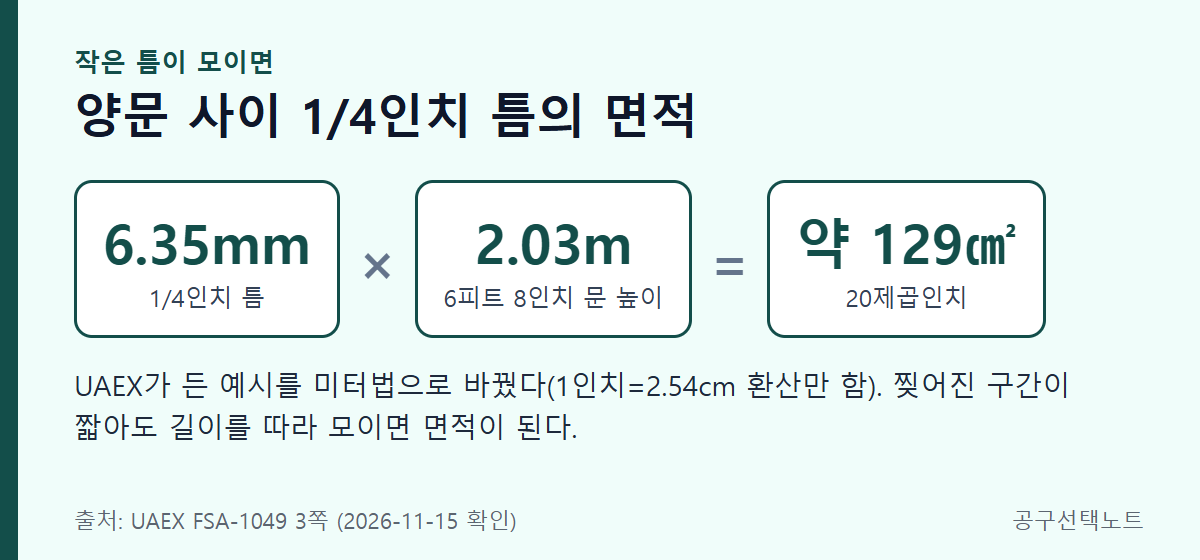 작은 틈이 모이면
양문 사이 1/4인치 틈의 면적
6.35mm
1/4인치 틈
×
2.03m
6피트 8인치 문 높이
=
약 129㎠
20제곱인치
UAEX가 든 예시를 미터법으로 바꿨다(1인치=2.54cm 환산만 함). 찢어진 구간이
짧아도 길이를 따라 모이면 면적이 된다.
출처: UAEX FSA-1049 3쪽 (2026-11-15 확인)
공구선택노트